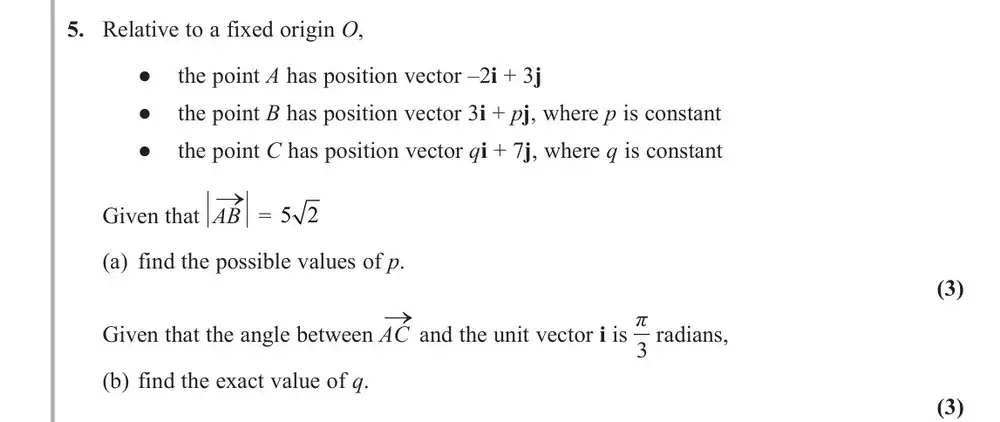 5. Relative to a fixed origin O,
• the point A has position vector –2i + 3j
• the point B has position vector 3i + pj, where p is constant
• the point C has position vector qi + 7j, where q is constant
Given that |AB⃗| = 5√2
(a) find the possible values of p.
(3)
Given that the angle between AC⃗ and the unit vector i is π/3 radians,
(b) find the exact value of q.
(3)